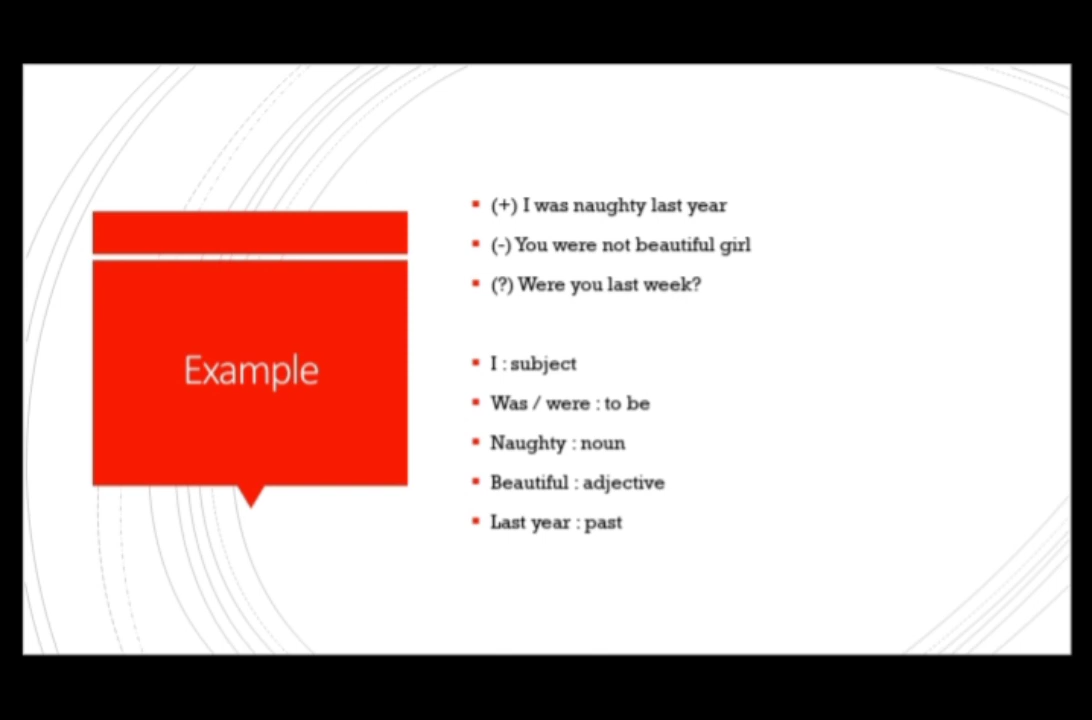 Example
(+) I was naughty last year
(-) You were not beautiful girl
(?) Were you last week?
I : subject
Was / were : to be
Naughty : noun
Beautiful : adjective
Last year : past